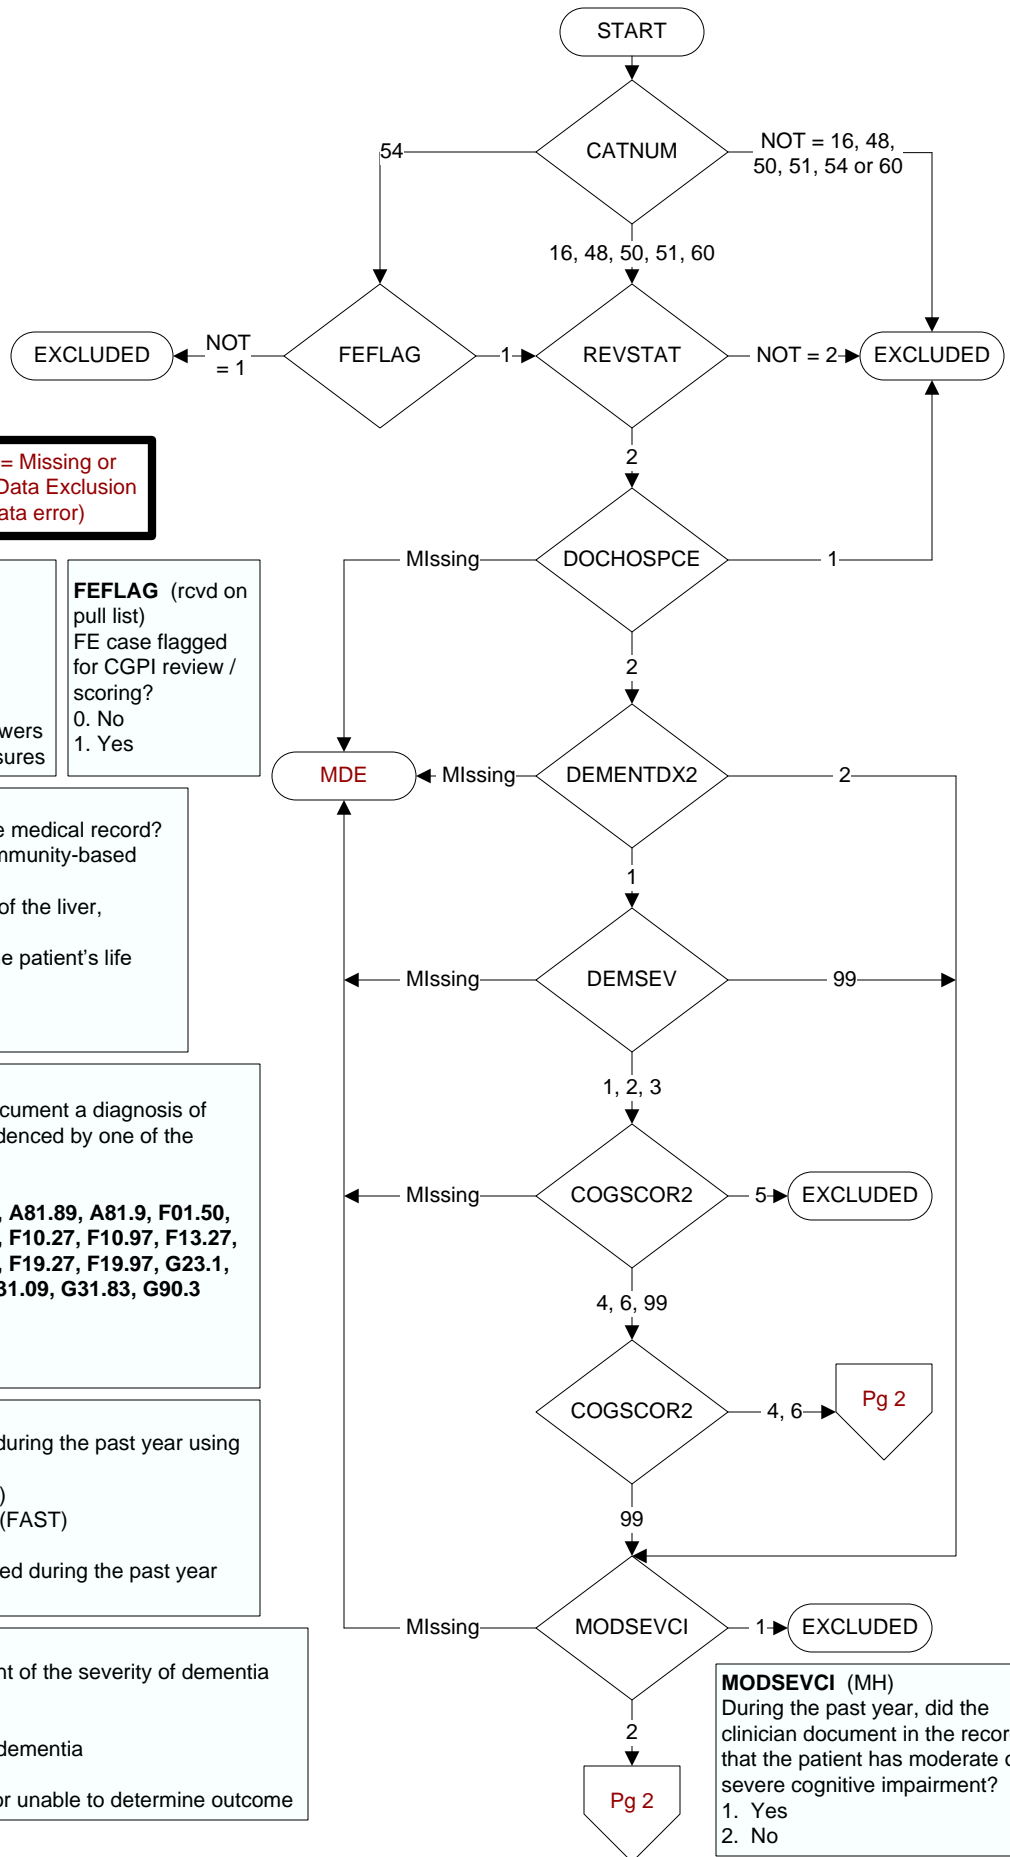 START
CATNUM
54
NOT = 16, 48,
50, 51, 54 or 60
16, 48, 50, 51, 60
EXCLUDED
NOT
= 1
FEFLAG
1
REVSTAT
NOT = 2
EXCLUDED
2
= Missing or
Data Exclusion
ata error)
MIssing
DOCHOSPCE
1
2
wers
sures
FEFLAG (rcvd on
pull list)
FE case flagged
for CGPI review /
scoring?
0. No
1. Yes
MDE
MIssing
DEMENTDX2
2
1
e medical record?
mmunity-based
of the liver,
e patient's life
MIssing
DEMSEV
99
1, 2, 3
cument a diagnosis of
denced by one of the
, A81.89, A81.9, F01.50,
, F10.27, F10.97, F13.27,
, F19.27, F19.97, G23.1,
31.09, G31.83, G90.3
MIssing
COGSCOR2
5
EXCLUDED
4, 6, 99
COGSCOR2
4, 6
Pg 2
99
during the past year using
)
(FAST)
ed during the past year
MIssing
MODSEVCI
1
EXCLUDED
2
Pg 2
nt of the severity of dementia
dementia
or unable to determine outcome
MODSEVCI (MH)
During the past year, did the
clinician document in the recor
that the patient has moderate o
severe cognitive impairment?
1. Yes
2. No